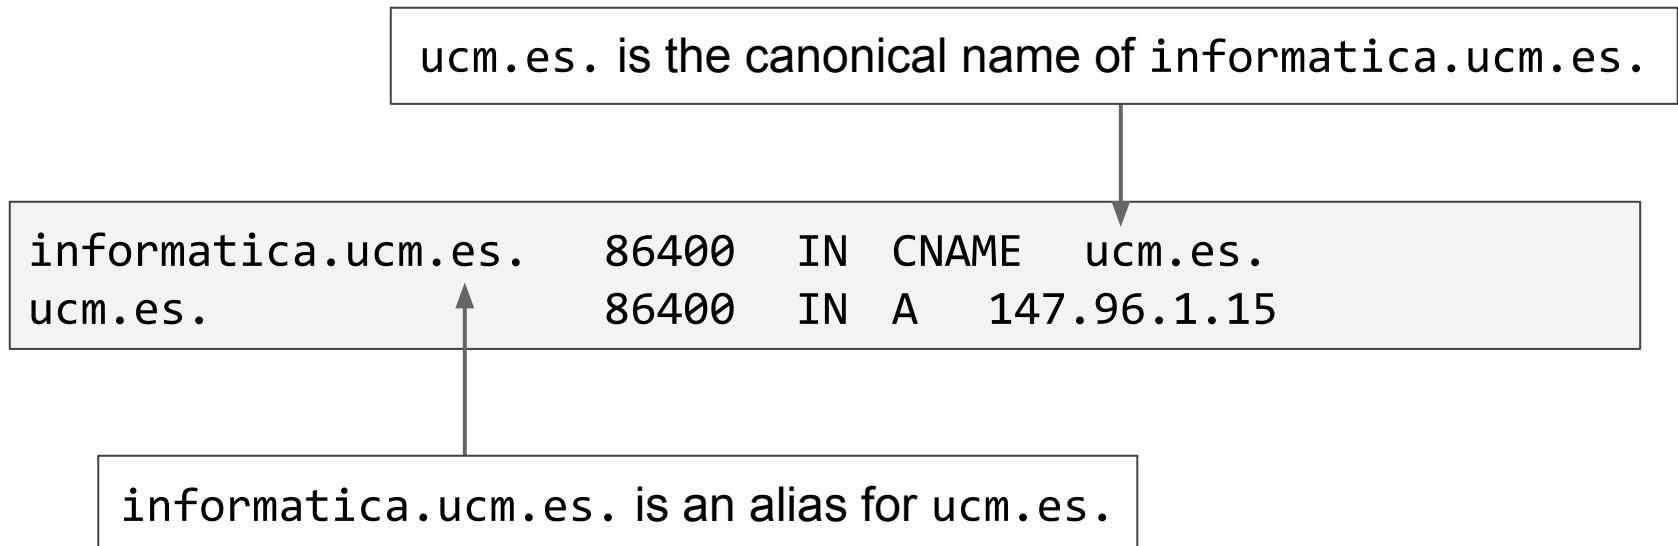 ucm.es. is the canonical name of informatica.ucm.es.
informatica.ucm.es. 86400 IN CNAME ucm.es.
ucm.es. 86400 IN A 147.96.1.15
informatica.ucm.es. is an alias for ucm.es.